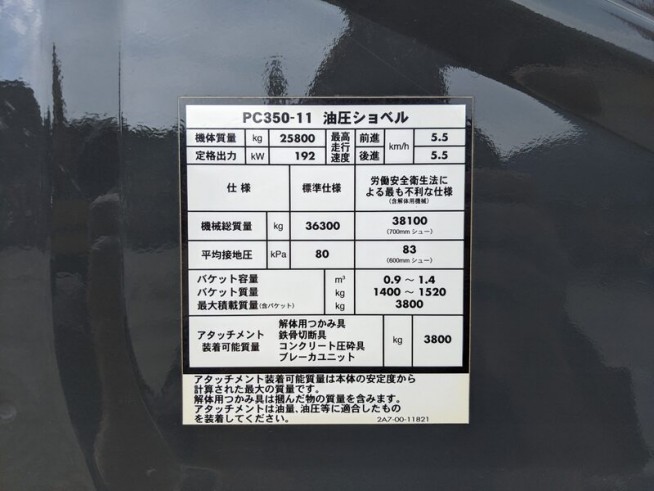 PC350-11 油圧ショベル
機体質量 kg 25800 最高走行速度 前進 km/h 5.5
定格出力 kW 192 後進 5.5
仕様 標準仕様 労働安全衛生法に
よる最も不利な仕様
(含解体用機械)
機械総質量 kg 36300 38100
(700mm シュー)
平均接地圧 kPa 80 83
(600mm シュー)
バケット容量 m³ 0.9 ~ 1.4
バケット質量 kg 1400 ~ 1520
最大積載質量(含バケット) kg 3800
アタッチメント
装着可能質量
解体用つかみ具
鉄骨切断具
コンクリート圧砕具
ブレーカユニット
kg 3800
アタッチメント装着可能質量は本体の安定度から
計算された最大の質量です。
解体用つかみ具は掴んだ物の質量を含みます。
アタッチメントは油量、油圧等に適合したもの
を装着してください。 2A7-00-11821